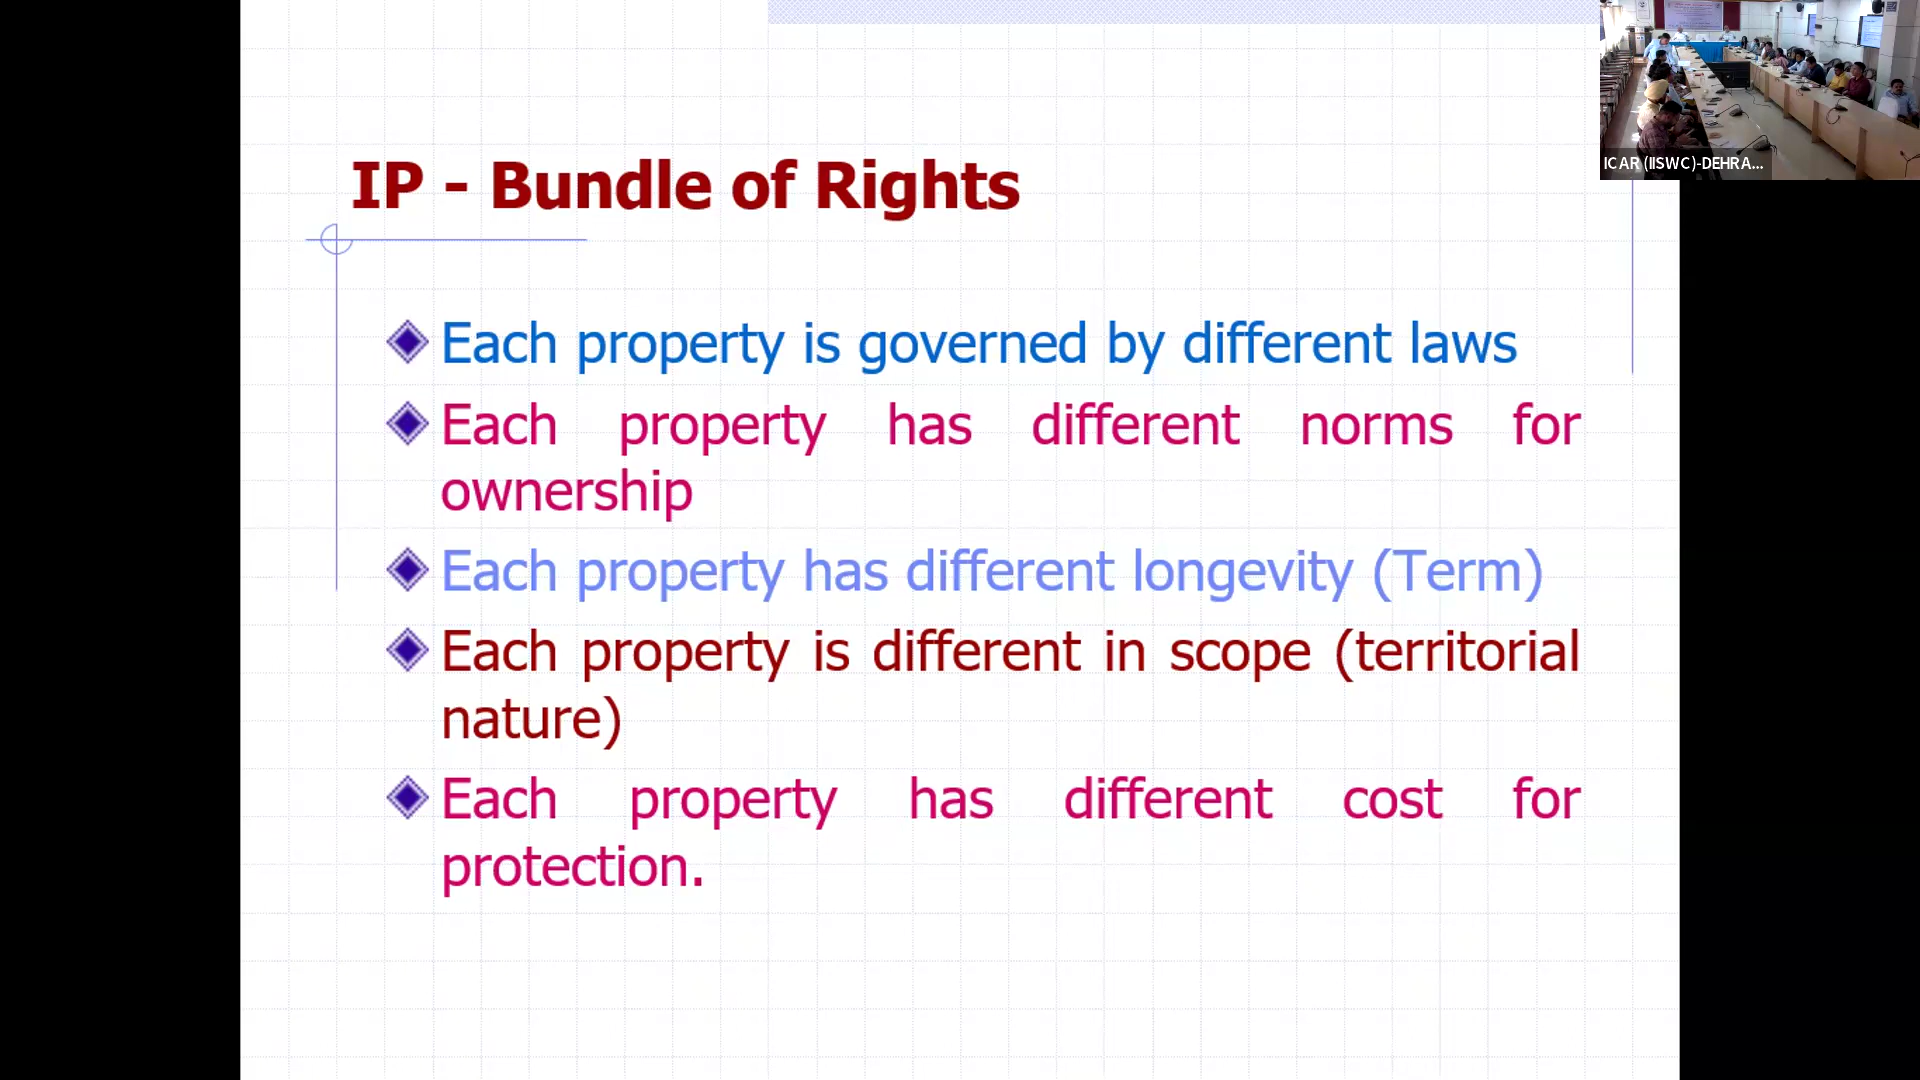 IP - Bundle of Rights
Each property is governed by different laws
Each property has different norms for
ownership
Each property has different longevity (Term)
Each property is different in scope (territorial
nature)
Each property has different cost for
protection.
ICAR (IISWC)-DEHRA...